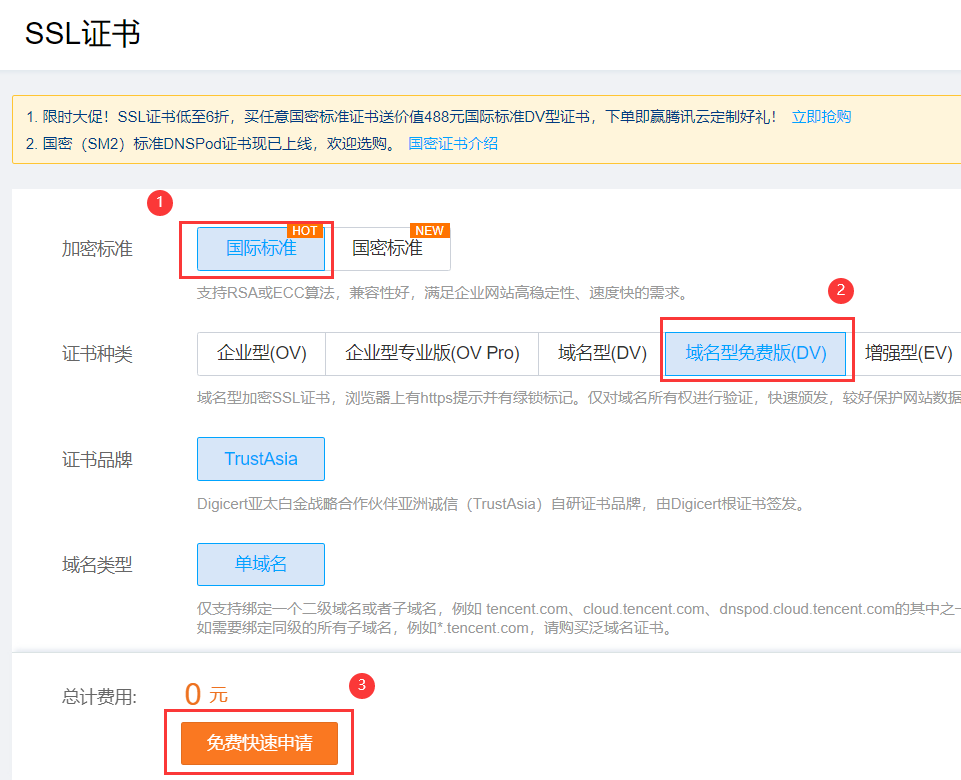 SSL证书
1. 限时大促！SSL证书低至6折，买任意国密标准证书送价值488元国际标准DV型证书，下单即赢腾讯云定制好礼！ 立即抢购
2. 国密（SM2）标准DNSPod证书现已上线，欢迎选购。 国密证书介绍
1
HOT NEW
加密标准 国际标准 国密标准
支持RSA或ECC算法，兼容性好，满足企业网站高稳定性、速度快的需求。
2
证书种类 企业型(OV) 企业型专业版(OV Pro) 域名型(DV) 域名型免费版(DV) 增强型(EV)
域名型加密SSL证书，浏览器上有https提示并有绿锁标记。仅对域名所有权进行验证，快速颁发，较好保护网站数据
证书品牌 TrustAsia
Digicert亚太白金战略合作伙伴亚洲诚信（TrustAsia）自研证书品牌，由Digicert根证书签发。
域名类型 单域名
仅支持绑定一个二级域名或者子域名，例如 tencent.com、cloud.tencent.com、dnspod.cloud.tencent.com的其中之一
如需要绑定同级的所有子域名，例如*.tencent.com，请购买泛域名证书。
总计费用: 0 元
3
免费快速申请